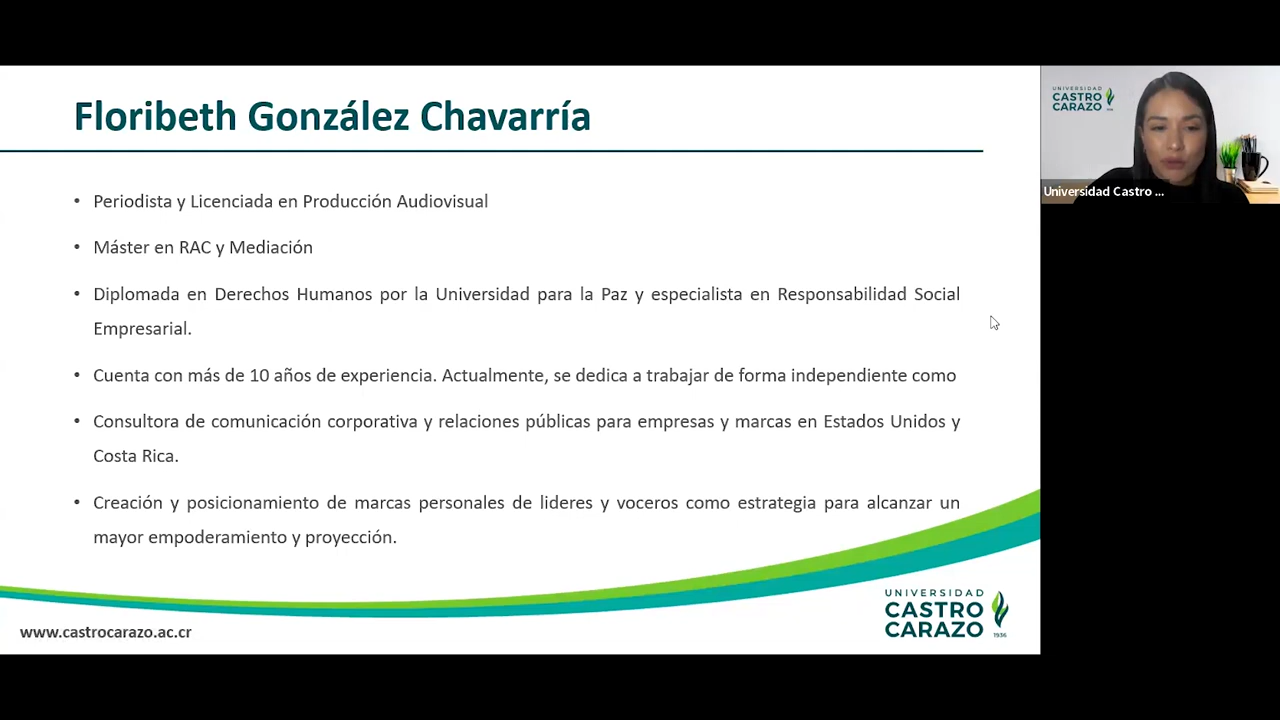 Floribeth González Chavarría
• Periodista y Licenciada en Producción Audiovisual
• Máster en RAC y Mediación
• Diplomada en Derechos Humanos por la Universidad para la Paz y especialista en Responsabilidad Social
Empresarial.
• Cuenta con más de 10 años de experiencia. Actualmente, se dedica a trabajar de forma independiente como
• Consultora de comunicación corporativa y relaciones públicas para empresas y marcas en Estados Unidos y
Costa Rica.
• Creación y posicionamiento de marcas personales de lideres y voceros como estrategia para alcanzar un
mayor empoderamiento y proyección.
www.castrocarazo.ac.cr
UNIVERSIDAD
CASTRO
CARAZO
1936
UNIVERSIDAD
CASTRO
CARAZO
Universidad Castro ...